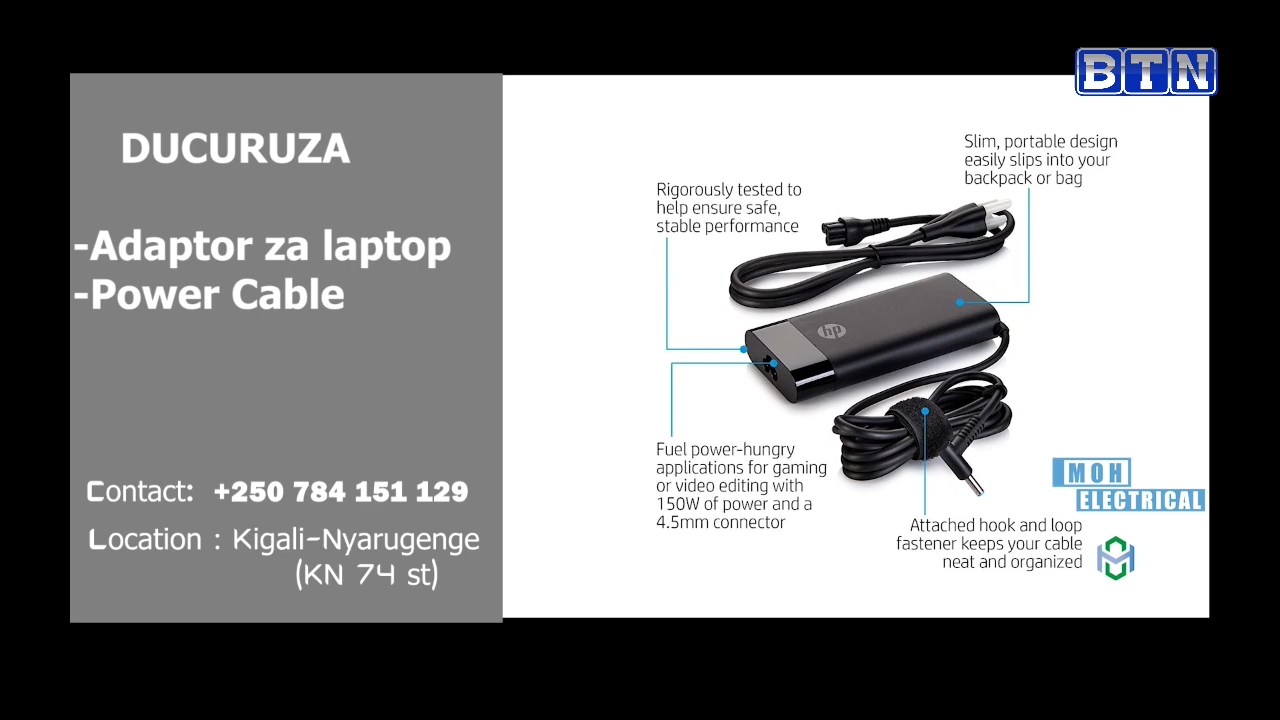 BTN
DUCURUZA
-Adaptor za laptop
-Power Cable
Contact: +250 784 151 129
Location : Kigali-Nyarugenge
(KN 74 st)
Slim, portable design
easily slips into your
backpack or bag
Rigorously tested to
help ensure safe,
stable performance
hp
Fuel power-hungry
applications for gaming
or video editing with
150W of power and a
4.5mm connector
MOH
ELECTRICAL
Attached hook and loop
fastener keeps your cable
neat and organized